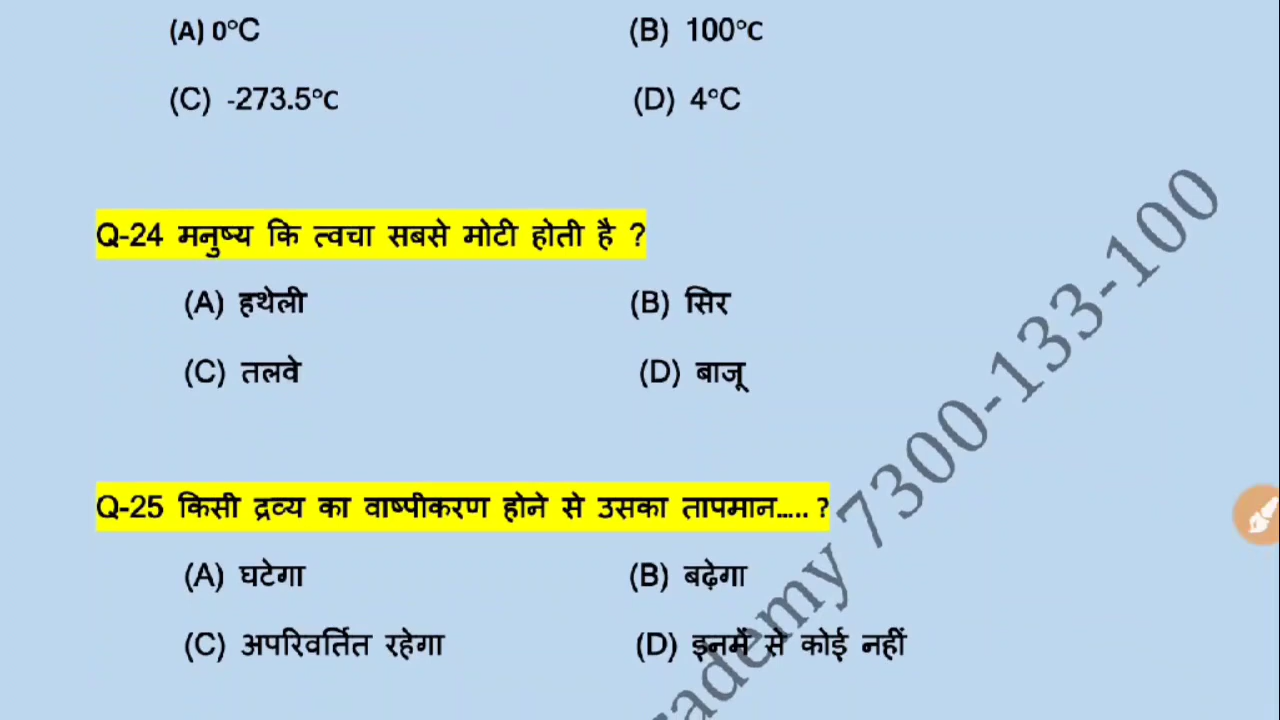 (A) 0°C (B) 100°C
(C) -273.5°C (D) 4°C
Q-24 मनुष्य कि त्वचा सबसे मोटी होती है ?
(A) हथेली (B) सिर
(C) तलवे (D) बाजू
Q-25 किसी द्रव्य का वाष्पीकरण होने से उसका तापमान..... ?
(A) घटेगा (B) बढ़ेगा
(C) अपरिवर्तित रहेगा (D) इनमें से कोई नहीं
7300-133-100